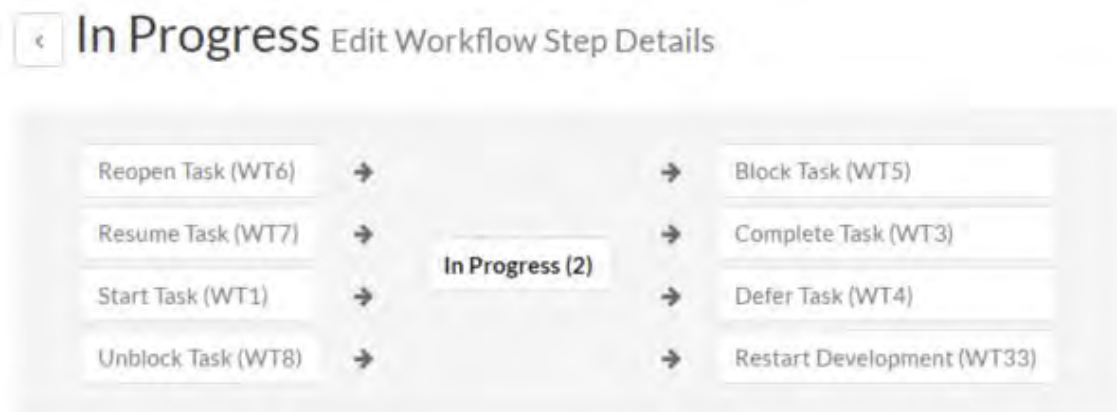 In Progress Edit Workflow Step Details
Reopen Task (WT6)
Block Task (WT5)
Resume Task (WT7)
Complete Task (WT3)
In Progress (2)
Start Task (WT1)
Defer Task (WT4)
Unblock Task (WT8)
Restart Development (WT33)